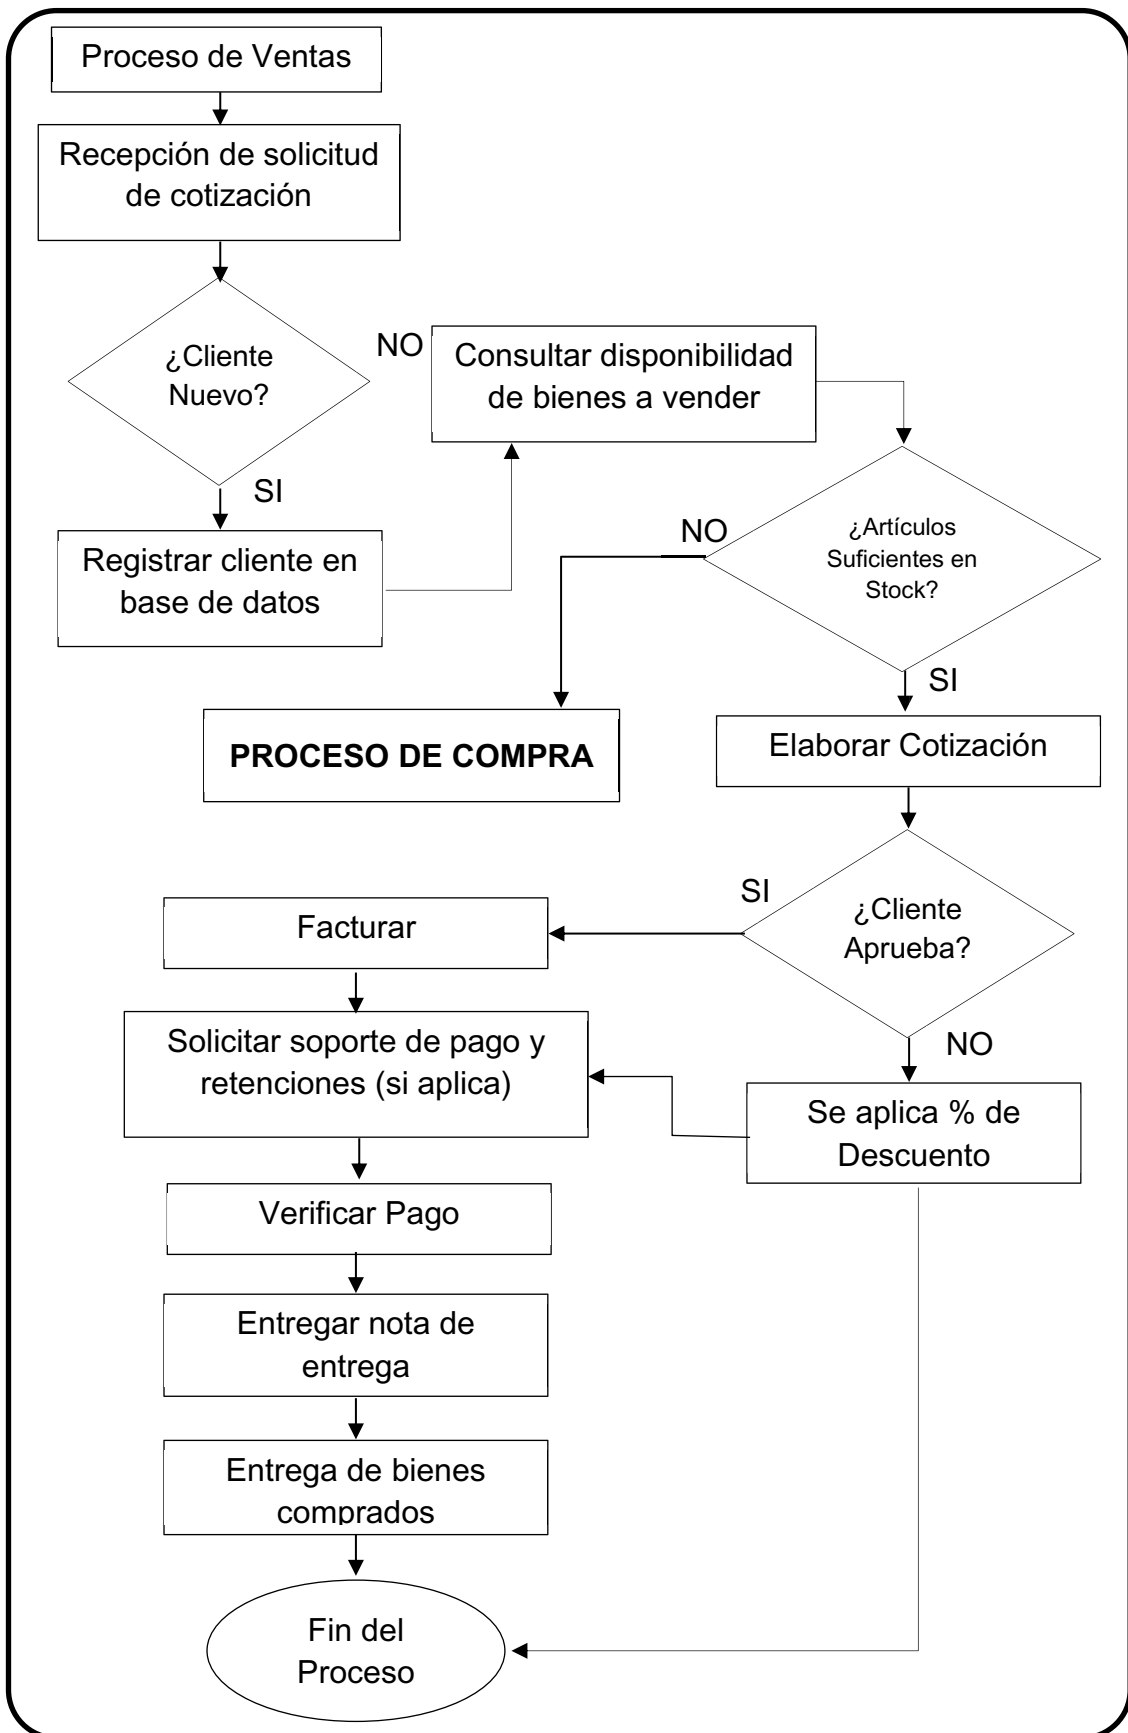 Proceso de Ventas
Recepción de solicitud
de cotización
¿Cliente
Nuevo?
NO
Consultar disponibilidad
de bienes a vender
SI
Registrar cliente en
base de datos
NO
¿Artículos
Suficientes en
Stock?
SI
PROCESO DE COMPRA
Elaborar Cotización
SI
¿Cliente
Aprueba?
Facturar
NO
Solicitar soporte de pago y
retenciones (si aplica)
Se aplica % de
Descuento
Verificar Pago
Entregar nota de
entrega
Entrega de bienes
comprados
Fin del
Proceso